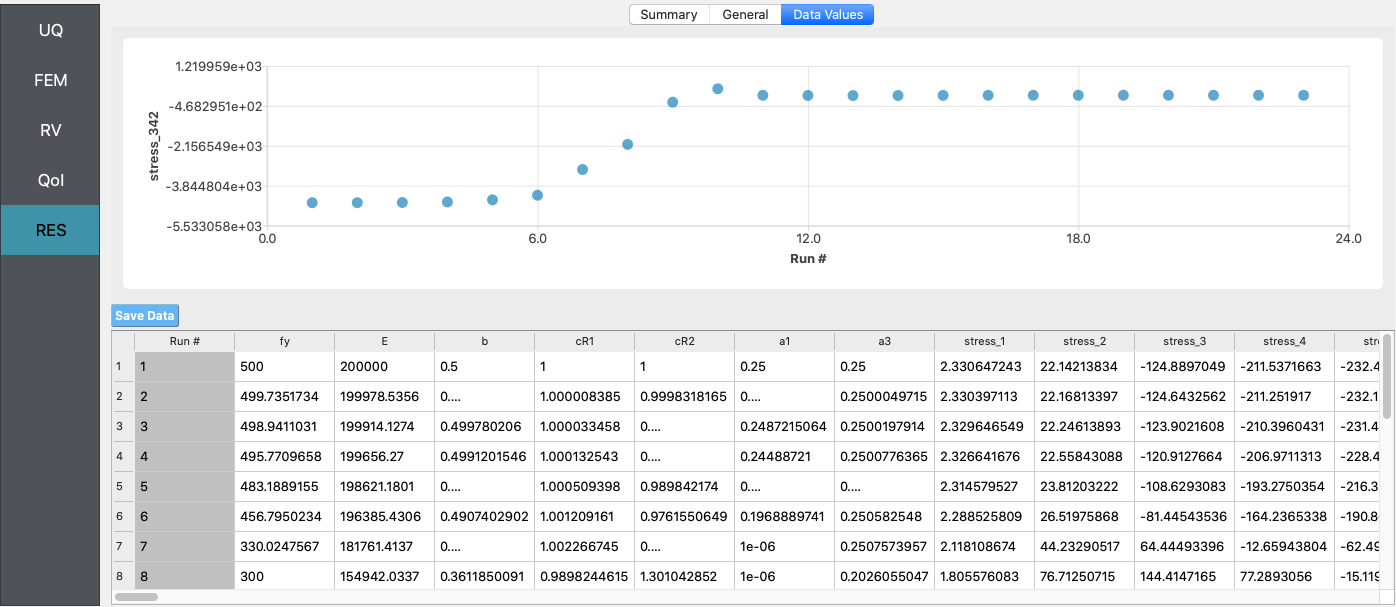 Summary General Data Values
UQ
FEM
RV
QoI
RES
1.219959e+03
-4.682951e+02
-2.156549e+03
-3.844804e+03
-5.533058e+03
stress_342
0.0 6.0 12.0 18.0 24.0
Run #
Save Data
Run # fy E b cR1 cR2 a1 a3 stress_1 stress_2 stress_3 stress_4 stre
1 1 500 200000 0.5 1 1 0.25 0.25 2.330647243 22.14213834 -124.8897049 -211.5371663 -232.4
2 2 499.7351734 199978.5356 0.... 1.000008385 0.9998318165 0.... 0.2500049715 2.330397113 22.16813397 -124.6432562 -211.251917 -232.1
3 3 498.9411031 199914.1274 0.499780206 1.000033458 0.... 0.2487215064 0.2500197914 2.329646549 22.24613893 -123.9021608 -210.3960431 -231.4
4 4 495.7709658 199656.27 0.4991201546 1.000132543 0.... 0.24488721 0.2500776365 2.326641676 22.55843088 -120.9127664 -206.9711313 -228.4
5 5 483.1889155 198621.1801 0.... 1.000509398 0.989842174 0.... 0.... 2.314579527 23.81203222 -108.6293083 -193.2750354 -216.3
6 6 456.7950234 196385.4306 0.4907402902 1.001209161 0.9761550649 0.1968889741 0.250582548 2.288525809 26.51975868 -81.44543536 -164.2365338 -190.8
7 7 330.0247567 181761.4137 0.... 1.002266745 0.... 1e-06 0.2507573957 2.118108674 44.23290517 64.44493396 -12.65943804 -62.49
8 8 300 154942.0337 0.3611850091 0.9898244615 1.301042852 1e-06 0.2026055047 1.805576083 76.71250715 144.4147165 77.2893056 -15.119